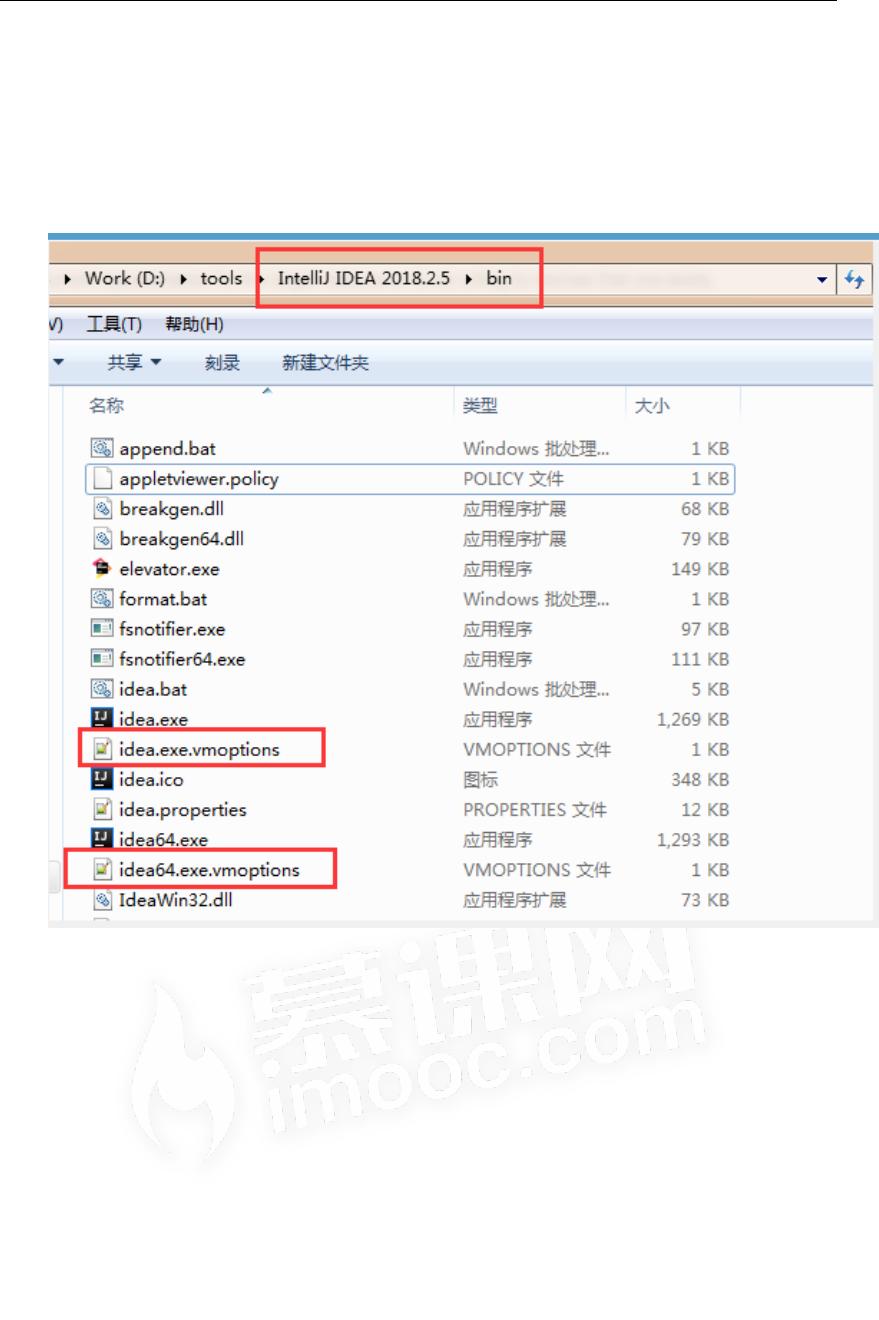 Work (D:) tools IntelliJ IDEA 2018.2.5 bin
V) 工具(T) 帮助(H)
共享 刻录 新建文件夹
名称 类型 大小
append.bat Windows 批处理... 1 KB
appletviewer.policy POLICY 文件 1 KB
breakgen.dll 应用程序扩展 68 KB
breakgen64.dll 应用程序扩展 79 KB
elevator.exe 应用程序 149 KB
format.bat Windows 批处理... 1 KB
fsnotifier.exe 应用程序 97 KB
fsnotifier64.exe 应用程序 111 KB
idea.bat Windows 批处理... 5 KB
idea.exe 应用程序 1,269 KB
idea.exe.vmoptions VMOPTIONS 文件 1 KB
idea.ico 图标 348 KB
idea.properties PROPERTIES 文件 12 KB
idea64.exe 应用程序 1,293 KB
idea64.exe.vmoptions VMOPTIONS 文件 1 KB
IdeaWin32.dll 应用程序扩展 73 KB
慕课网
imooc.com